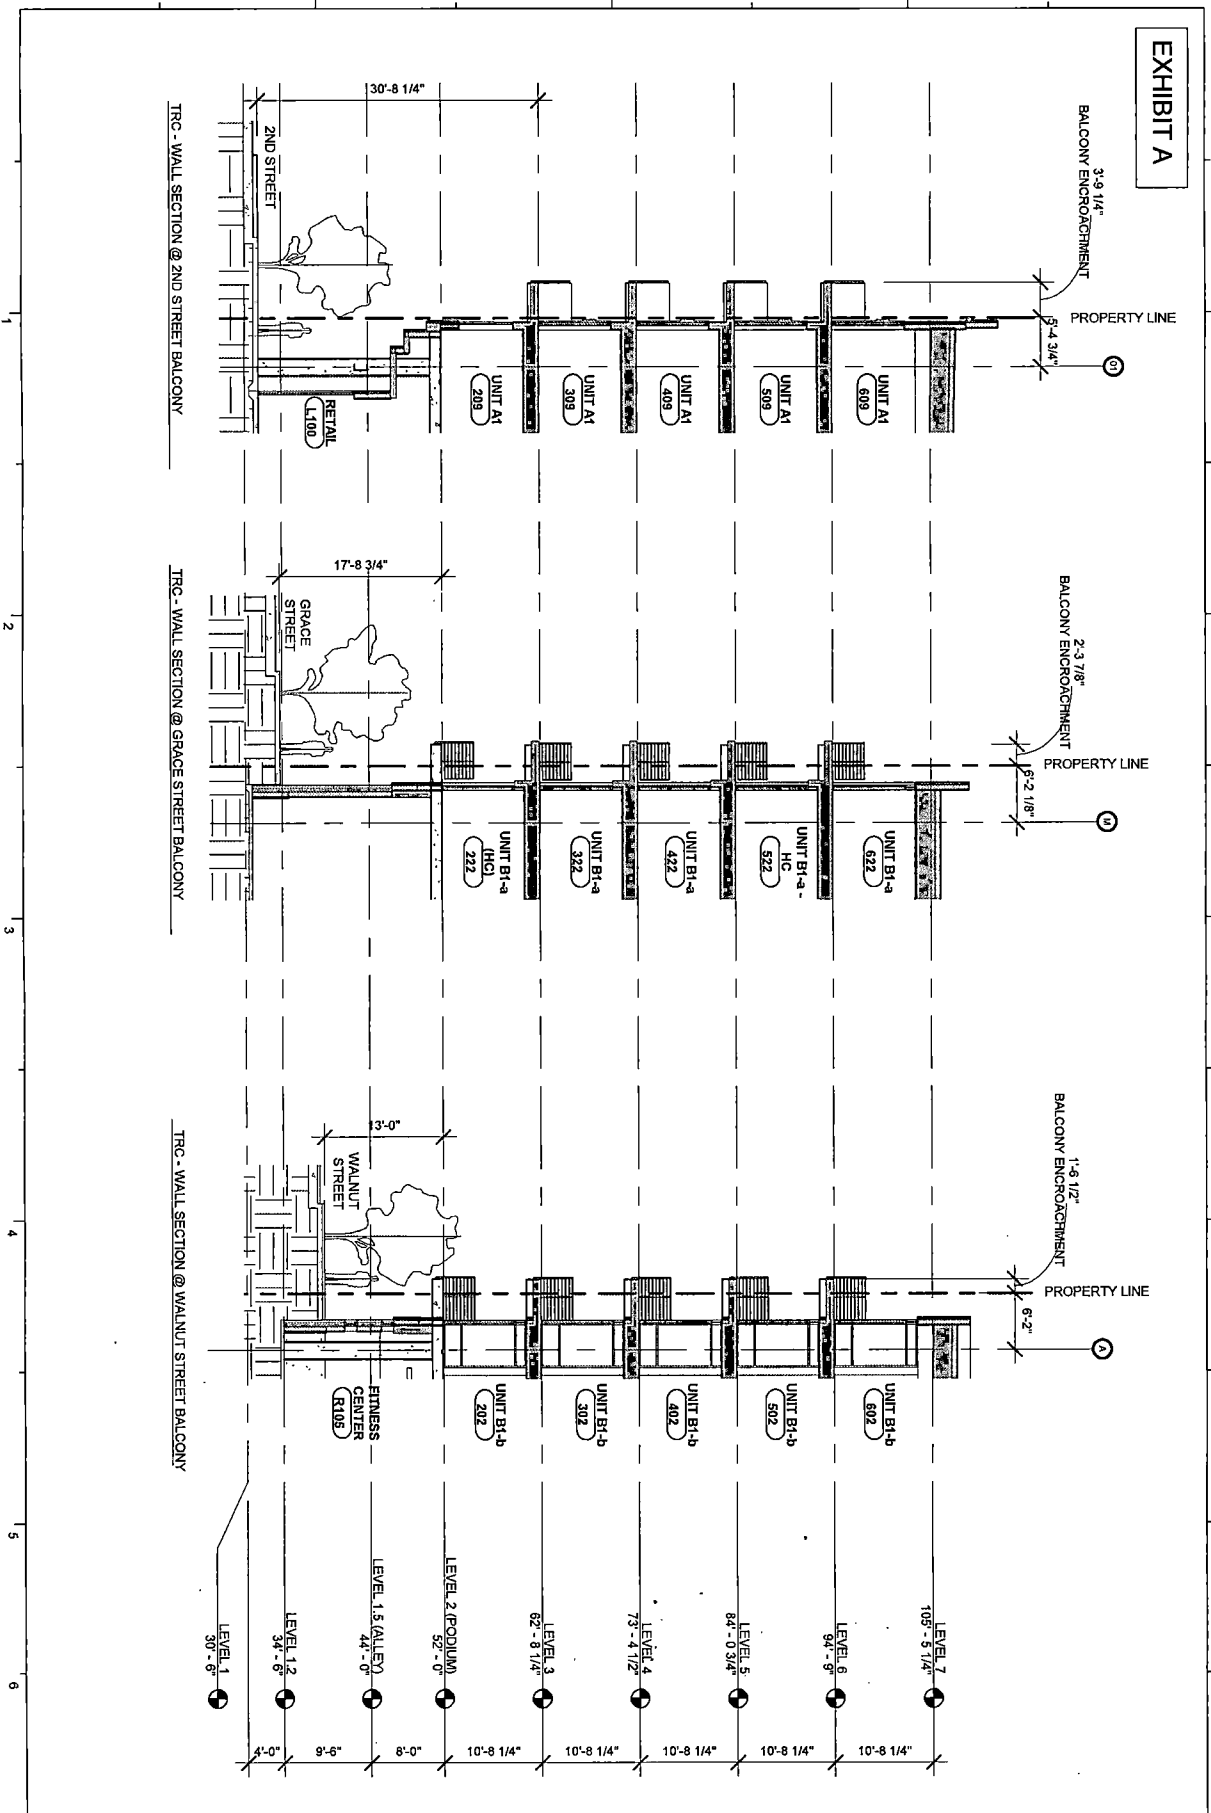 EXHIBIT A
3'-9 1/4"
BALCONY ENCROACHMENT
PROPERTY LINE
5'-4 3/4"
01
30'-8 1/4"
2ND STREET
UNIT A1
609
UNIT A1
509
UNIT A1
409
UNIT A1
309
UNIT A1
209
RETAIL
L100
TRC - WALL SECTION @ 2ND STREET BALCONY
2'-3 7/8"
BALCONY ENCROACHMENT
PROPERTY LINE
6'-2 1/8"
M
17'-8 3/4"
GRACE
STREET
UNIT B1-a
622
UNIT B1-a -
HC
522
UNIT B1-a
422
UNIT B1-a
322
UNIT B1-a
(HC)
222
TRC - WALL SECTION @ GRACE STREET BALCONY
1'-6 1/2"
BALCONY ENCROACHMENT
PROPERTY LINE
6'-2"
A
13'-0"
WALNUT
STREET
UNIT B1-b
602
UNIT B1-b
502
UNIT B1-b
402
UNIT B1-b
302
UNIT B1-b
202
FITNESS
CENTER
R105
TRC - WALL SECTION @ WALNUT STREET BALCONY
LEVEL 7
105' - 5 1/4"
LEVEL 6
94' - 9"
LEVEL 5
84' - 0 3/4"
LEVEL 4
73' - 4 1/2"
LEVEL 3
62' - 8 1/4"
LEVEL 2 (PODIUM)
52' - 0"
LEVEL 1.5 (ALLEY)
44' - 0"
LEVEL 1.2
34' - 6"
LEVEL 1
30' - 6"
10'-8 1/4"
10'-8 1/4"
10'-8 1/4"
10'-8 1/4"
10'-8 1/4"
8'-0"
9'-6"
4'-0"
1
2
3
4
5
6